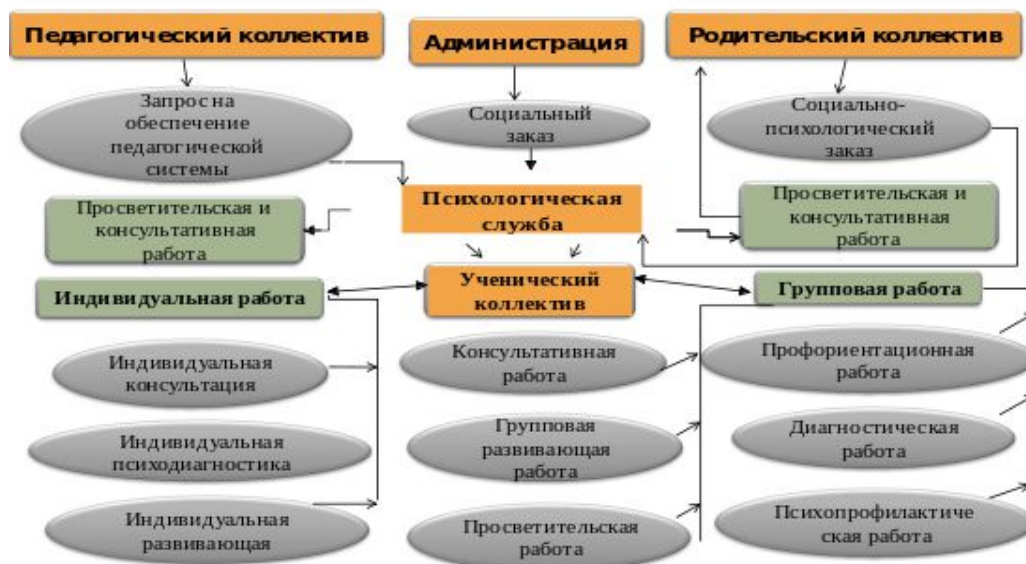 Педагогический коллектив
Администрация
Родительский коллектив
Запрос на
обеспечение
педагогической
системы
Социальный
заказ
Социально-
психологический
заказ
Просветительская и
консультативная
работа
Психологическая
служба
Просветительская
и консультативная
работа
Индивидуальная работа
Ученический
коллектив
Групповая работа
Индивидуальная
консультация
Консультативная
работа
Профориентационная
работа
Индивидуальная
психодиагностика
Групповая
развивающая
работа
Диагностическая
работа
Индивидуальная
развивающая
Просветительская
работа
Психопрофилактиче
ская работа